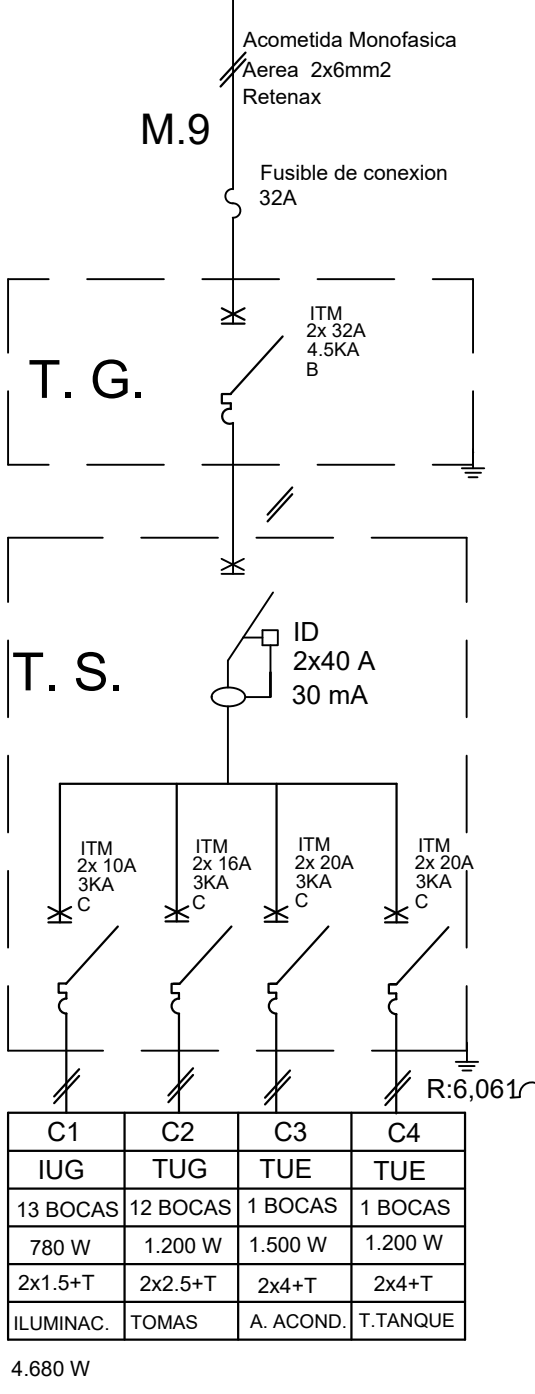 Acometida Monofasica
Aerea 2x6mm2
Retenax
M.9
Fusible de conexion
32A
ITM
2x 32A
4.5KA
B
T. G.
ID
2x40 A
30 mA
T. S.
ITM
2x 10A
3KA
C
ITM
2x 16A
3KA
C
ITM
2x 20A
3KA
C
ITM
2x 20A
3KA
C
R:6,061
C1 C2 C3 C4
IUG TUG TUE TUE
13 BOCAS 12 BOCAS 1 BOCAS 1 BOCAS
780 W 1.200 W 1.500 W 1.200 W
2x1.5+T 2x2.5+T 2x4+T 2x4+T
ILUMINAC. TOMAS A. ACOND. T.TANQUE
4.680 W